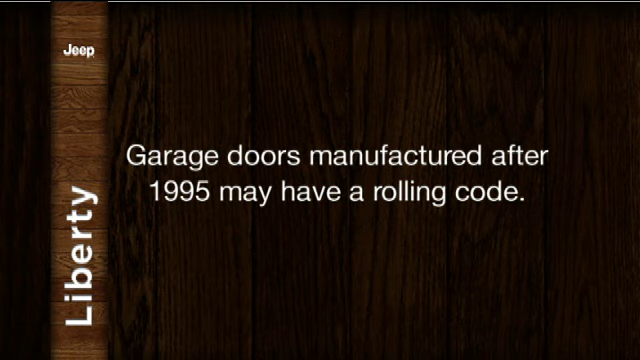 Jeep
Liberty
Garage doors manufactured after
1995 may have a rolling code.